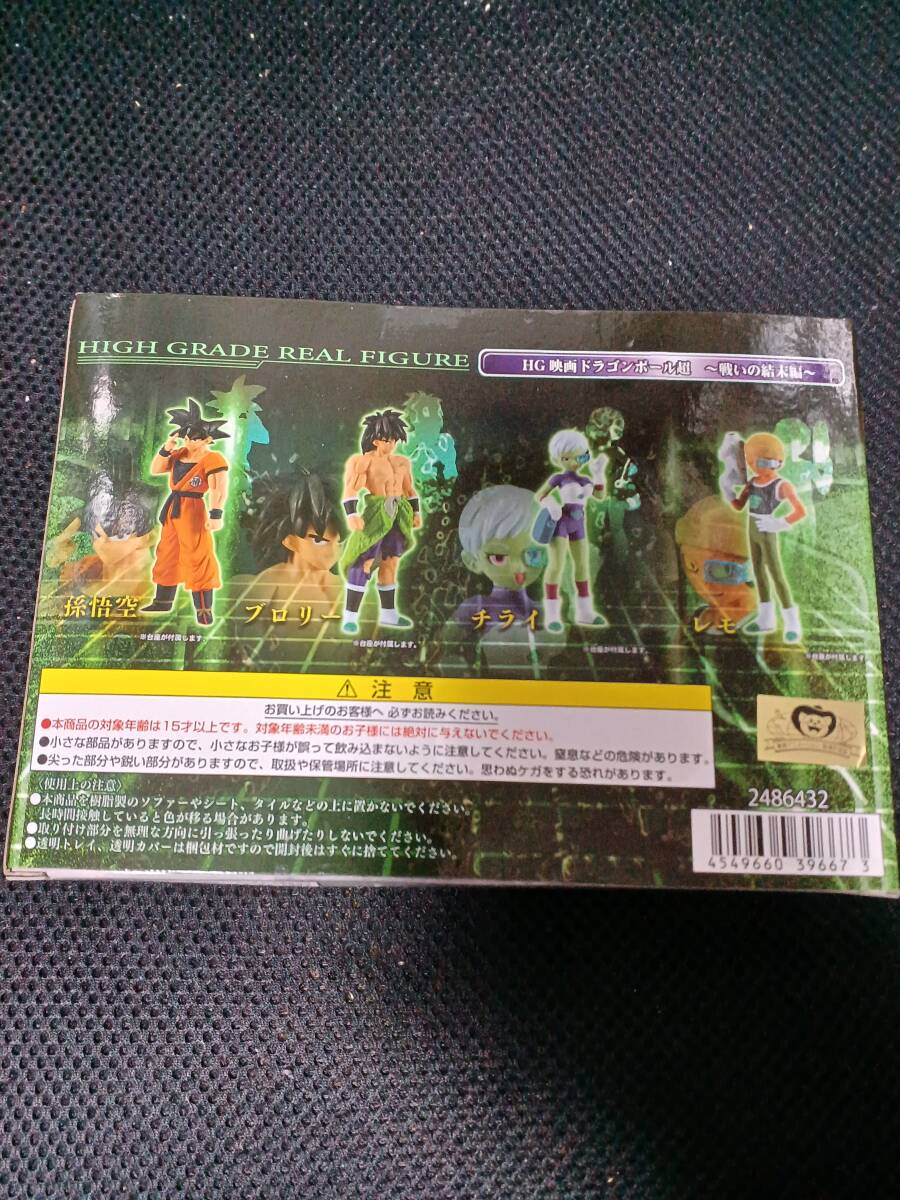 HIGH GRADE REAL FIGURE
HG 映画ドラゴンボール超 ～戦いの結末編～
孫悟空
ブロリー
チライ
レモ
※台座が付属します
※台座が付属します。
※台座が付属します
※台座が付属します
⚠ 注意
お買い上げのお客様へ 必ずお読みください。
●本商品の対象年齢は15才以上です。対象年齢未満のお子様には絶対に与えないでください。
●小さな部品がありますので、小さなお子様が誤って飲み込まないように注意してください。窒息などの危険があります。
●尖った部分や鋭い部分がありますので、取扱や保管場所に注意してください。思わぬケガをする恐れがあります。
〈使用上の注意〉
●本商品を樹脂製のソファーやシート、タイルなどの上に置かないでください。
長時間接触していると色が移る場合があります。
●取り付け部分を無理な方向に引っ張ったり曲げたりしないでください。
●透明トレイ、透明カバーは梱包材ですので開封後はすぐに捨ててください。
2486432
4549660 39667 3